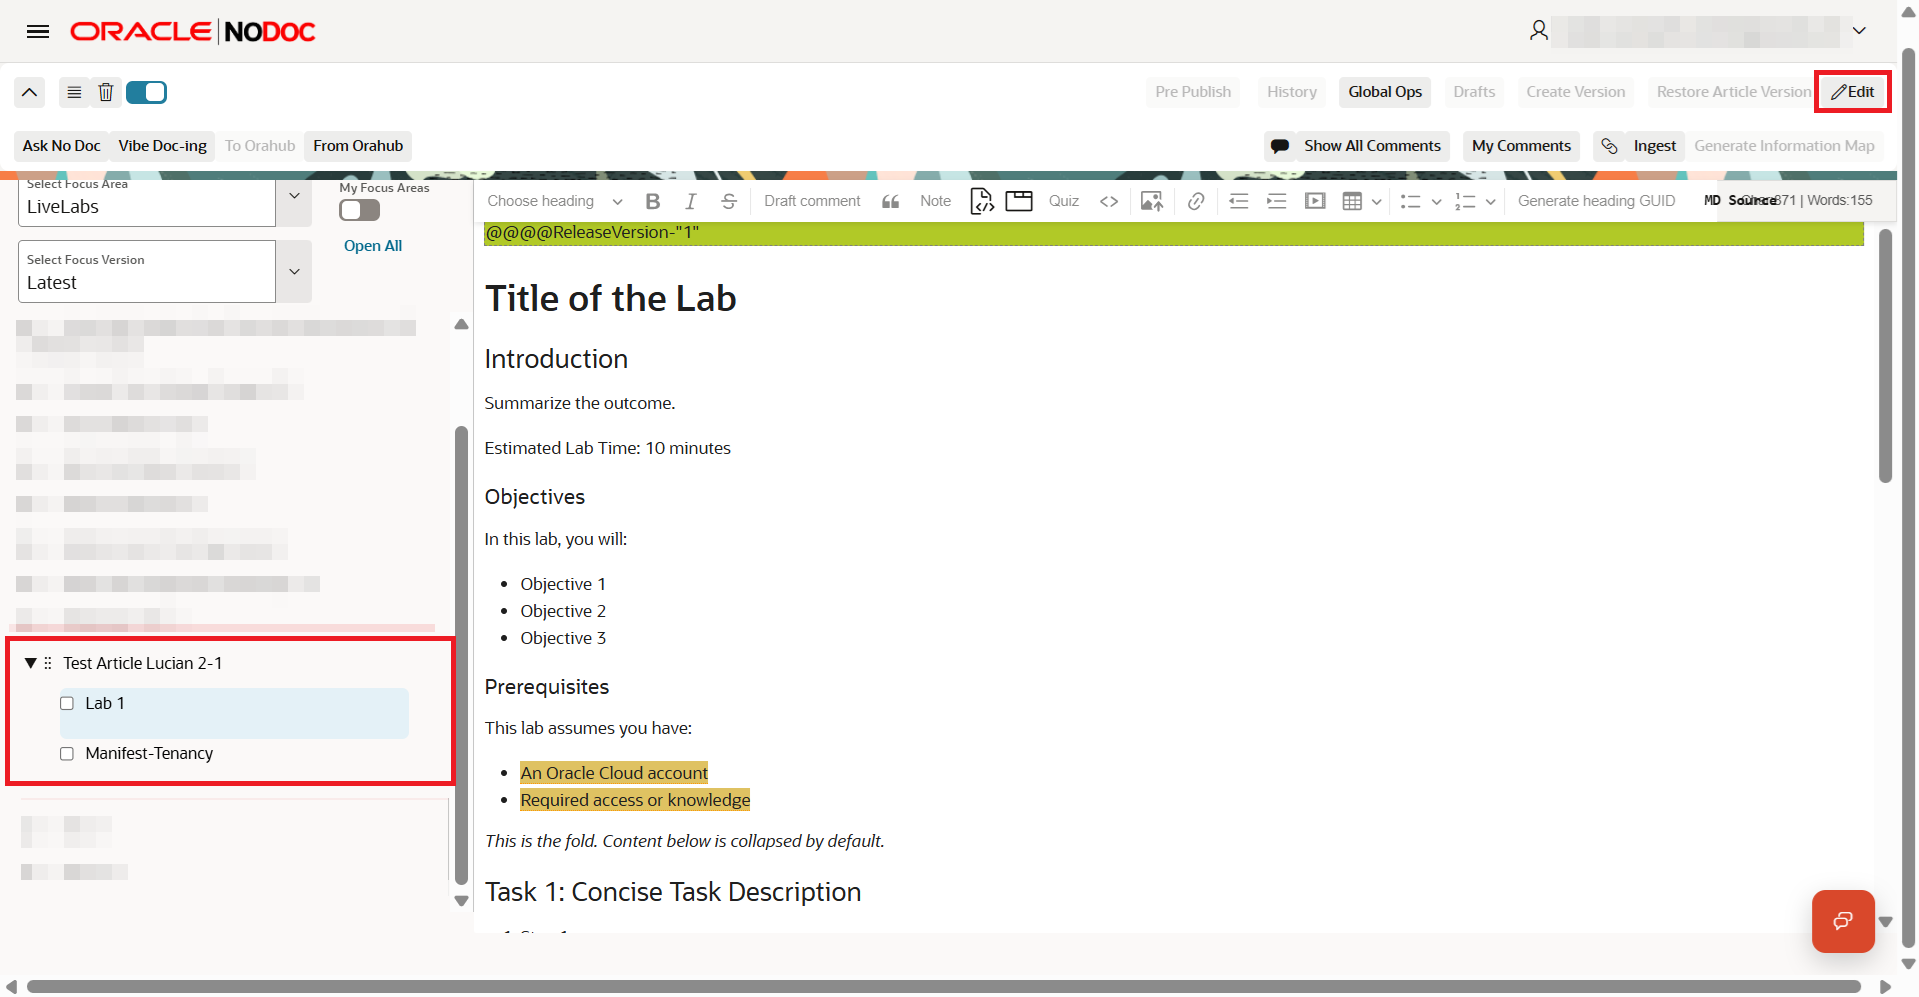 ORACLE NODOC
Pre Publish
History
Global Ops
Drafts
Create Version
Restore Article Version
Edit
Ask No Doc
Vibe Doc-ing
To Orahub
From Orahub
Show All Comments
My Comments
Ingest
Generate Information Map
Select Focus Area
LiveLabs
My Focus Areas
Open All
Select Focus Version
Latest
Choose heading
B
I
S
Draft comment
Note
Quiz
Generate heading GUID
MD Source
871 | Words:155
@@@@ReleaseVersion-"1"
Title of the Lab
Introduction
Summarize the outcome.
Estimated Lab Time: 10 minutes
Objectives
In this lab, you will:
Objective 1
Objective 2
Objective 3
Prerequisites
This lab assumes you have:
An Oracle Cloud account
Required access or knowledge
This is the fold. Content below is collapsed by default.
Task 1: Concise Task Description
Test Article Lucian 2-1
Lab 1
Manifest-Tenancy